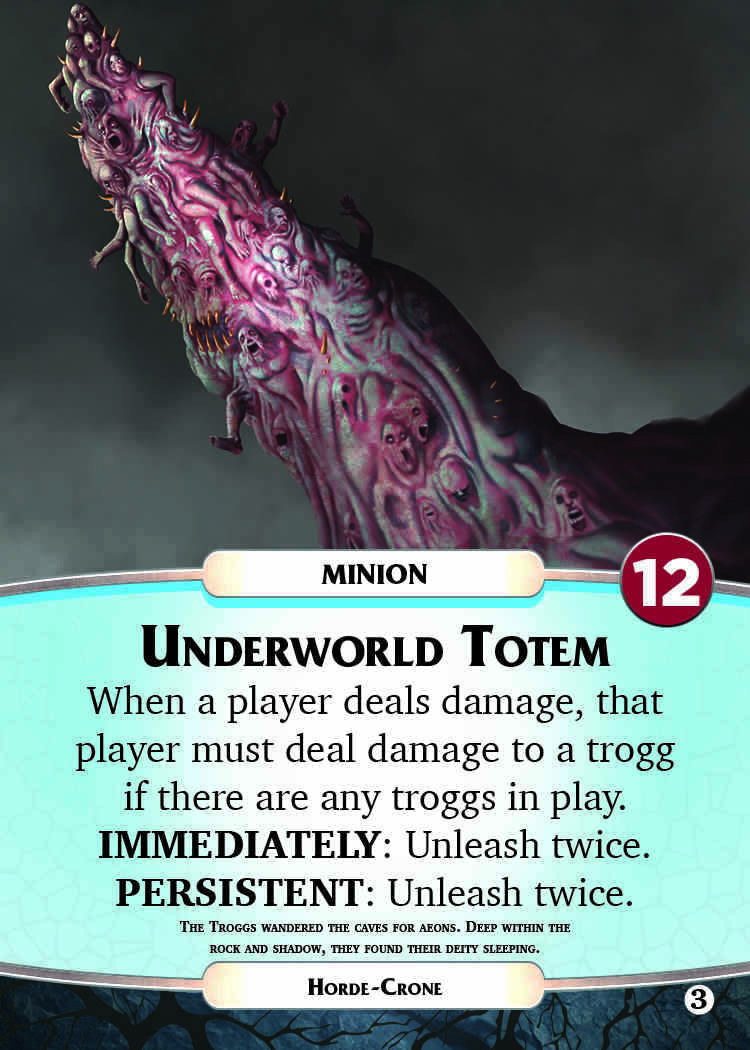 MINION
12
Underworld Totem
When a player deals damage, that
player must deal damage to a trogg
if there are any troggs in play.
IMMEDIATELY: Unleash twice.
PERSISTENT: Unleash twice.
The Troggs wandered the caves for aeons. Deep within the
rock and shadow, they found their deity sleeping.
Horde-Crone
3